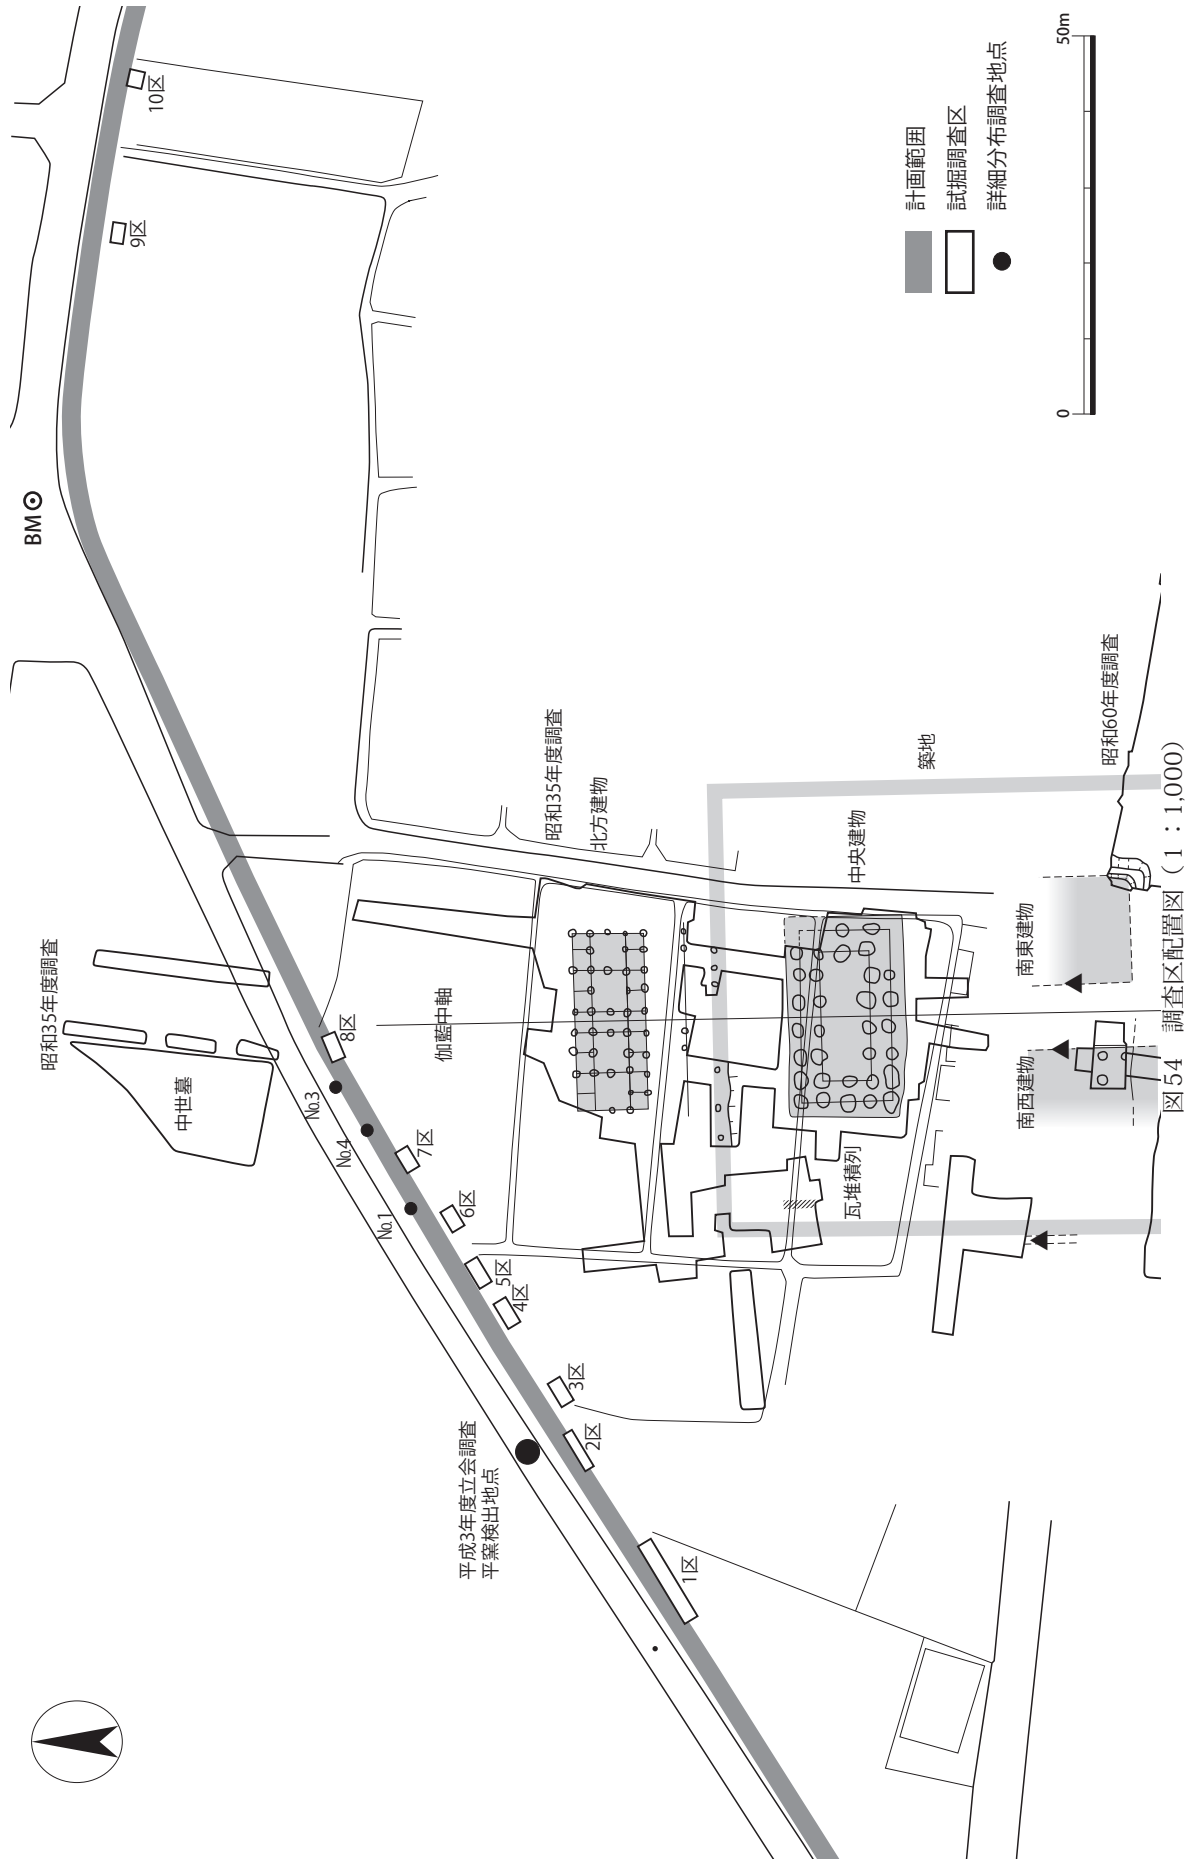 10区
9区
BM
計画範囲
試掘調査区
詳細分布調査地点
0
50m
昭和35年度調査
中世墓
8区
No.3
No.4
7区
No.1
6区
5区
4区
3区
2区
平成3年度立会調査
平窯検出地点
1区
伽藍中軸
昭和35年度調査
北方建物
築地
中央建物
瓦堆積列
南東建物
南西建物
昭和60年度調査
図54　調査区配置図（1：1,000）